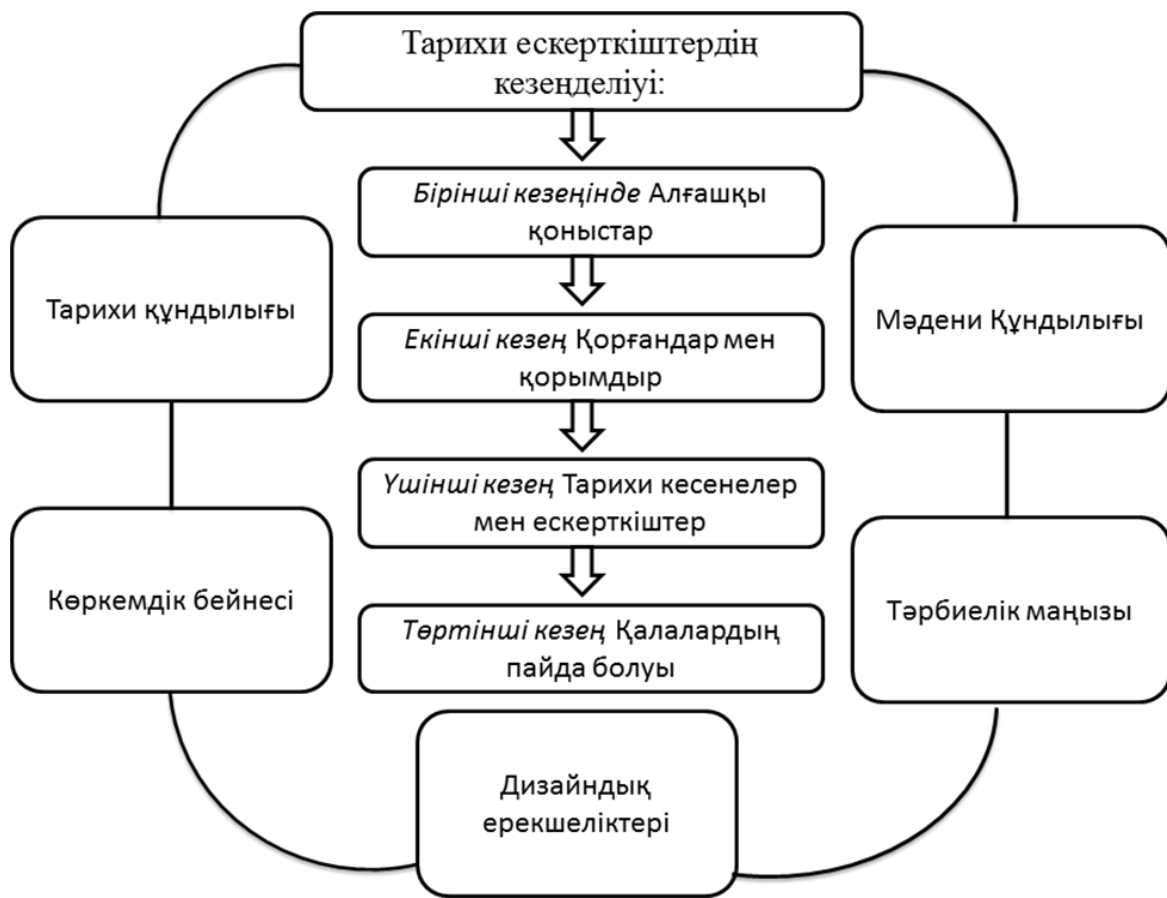 Тарихи ескерткіштердің
кезенделіуі:
Бірінші кезеңінде Алғашқы
қоныстар
Тарихи құндылығы
Мәдени Құндылығы
Екінші кезең Қорғандар мен
қорымдыр
Үшінші кезең Тарихи кесенелер
мен ескерткіштер
Көркемдік бейнесі
Тәрбиелік маңызы
Төртінші кезең Қалалардың
пайда болуы
Дизайндық
ерекшеліктері